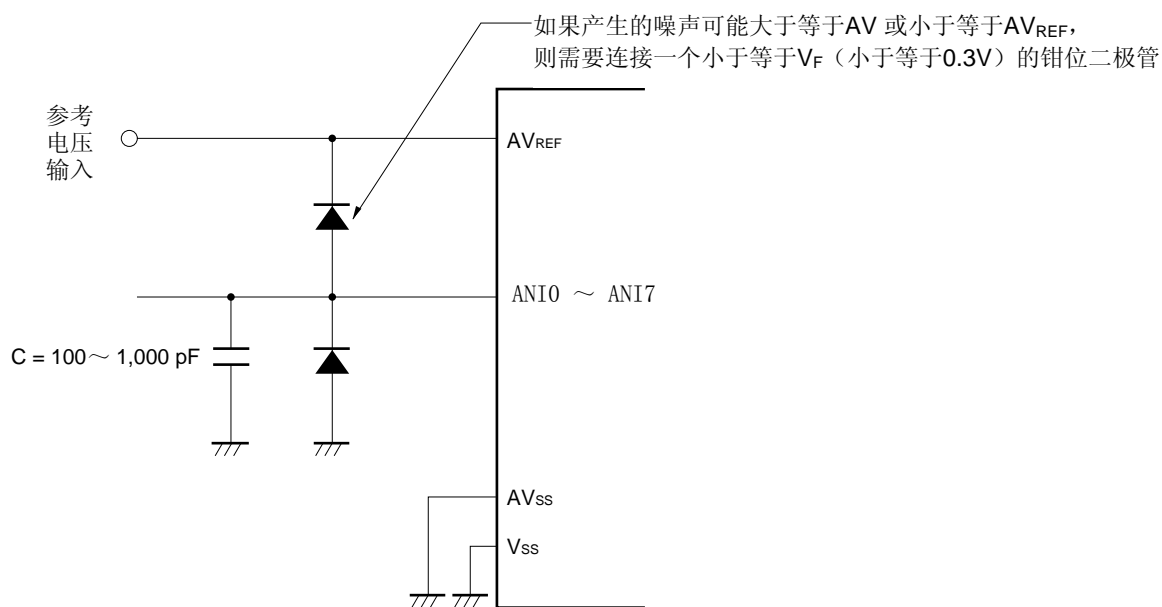 如果产生的噪声可能大于等于AV 或小于等于AVREF，
则需要连接一个小于等于VF（小于等于0.3V）的钳位二极管
参考
电压
输入
AVREF
ANI0 ～ ANI7
C = 100～ 1,000 pF
AVSS
VSS